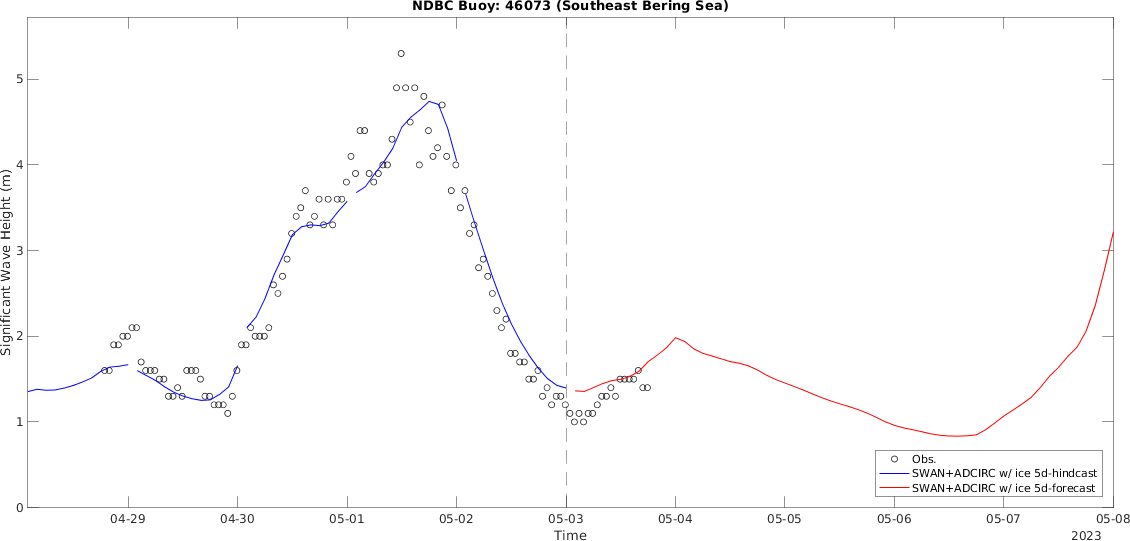 NDBC Buoy: 46073 (Southeast Bering Sea)
Significant Wave Height (m)
5
4
3
2
1
0
Obs.
SWAN+ADCIRC w/ ice 5d-hindcast
SWAN+ADCIRC w/ ice 5d-forecast
04-29 04-30 05-01 05-02 05-03 05-04 05-05 05-06 05-07 05-08
Time
2023